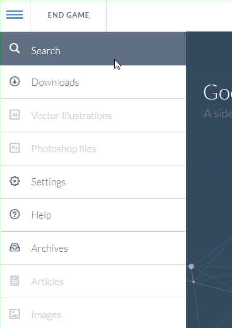 END GAME
Search
Goo
A side
Downloads
Vector Illustrations
Photoshop files
Settings
Help
Archives
Articles
Images